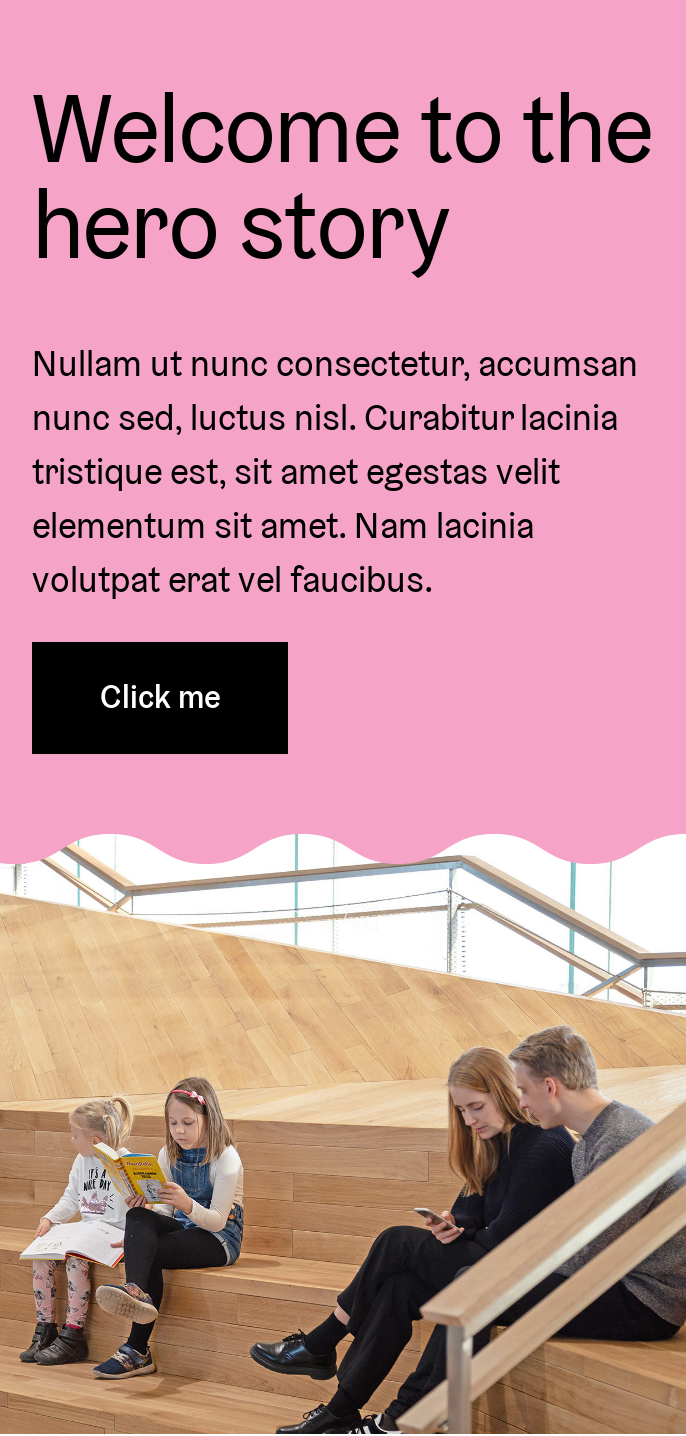 Welcome to the
hero story
Nullam ut nunc consectetur, accumsan
nunc sed, luctus nisl. Curabitur lacinia
tristique est, sit amet egestas velit
elementum sit amet. Nam lacinia
volutpat erat vel faucibus.
Click me
IT'S A
NICE DAY